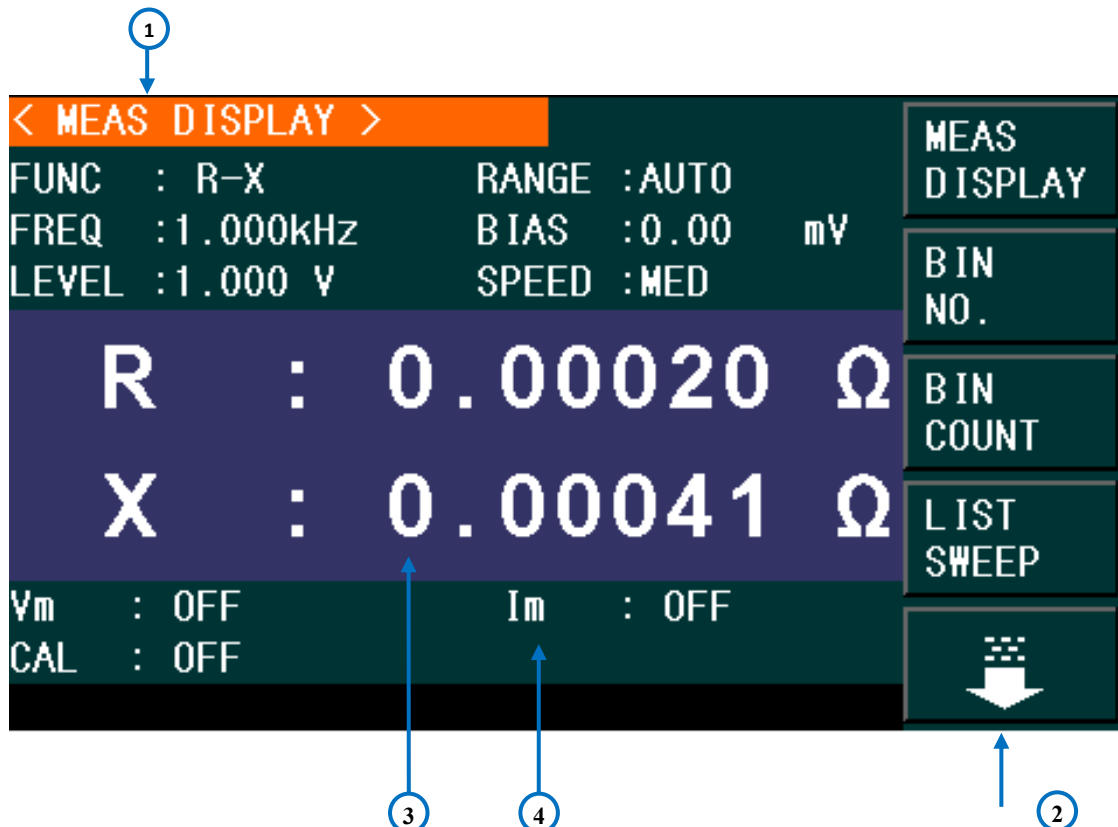 1
< MEAS DISPLAY >
FUNC : R-X RANGE :AUTO
FREQ :1.000kHz BIAS :0.00 mV
LEVEL :1.000 V SPEED :MED
R : 0.00020 Ω
X : 0.00041 Ω
Vm : OFF Im : OFF
CAL : OFF
MEAS
DISPLAY
BIN
NO.
BIN
COUNT
LIST
SWEEP
3 4 2